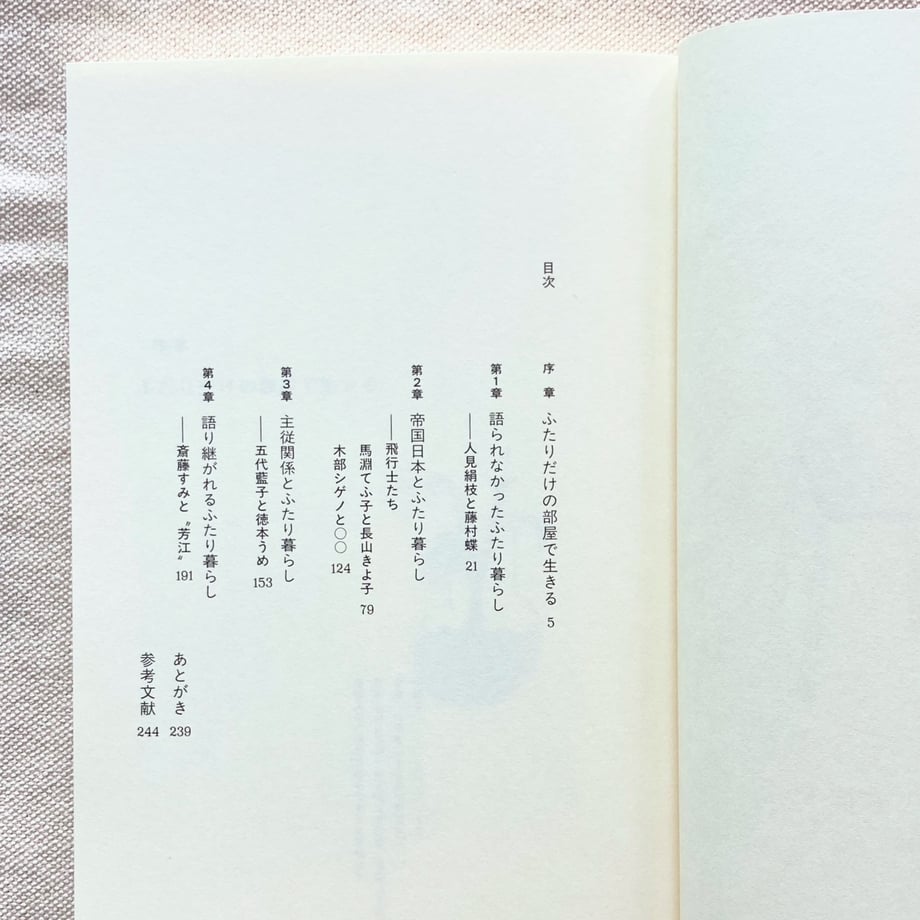 目次
序章 ふたりだけの部屋で生きる 5
第1章 語られなかったふたり暮らし
——人見絹枝と藤村蝶 21
第2章 帝国日本とふたり暮らし
——飛行士たち
馬淵てふ子と長山きよ子 79
木部シゲノと○○ 124
第3章 主従関係とふたり暮らし
——五代藍子と徳本うめ 153
第4章 語り継がれるふたり暮らし
——斎藤すみと〝芳江〟 191
あとがき 239
参考文献 244